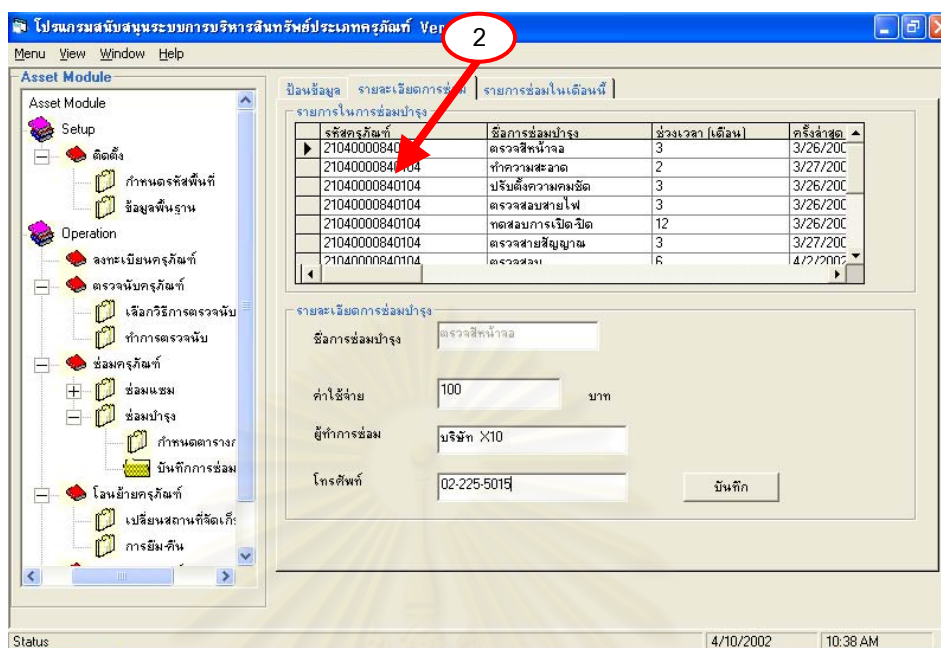 โปรแกรมสนับสนุนระบบการบริหารสินทรัพย์ประเภทครุภัณฑ์ Ver
2
Menu View Window Help
Asset Module
Asset Module
Setup
ติดตั้ง
กำหนดรหัสพื้นที่
ข้อมูลพื้นฐาน
Operation
ลงทะเบียนครุภัณฑ์
ตรวจนับครุภัณฑ์
เลือกวิธีการตรวจนับ
ทำการตรวจนับ
ซ่อมครุภัณฑ์
ซ่อมแซม
ซ่อมบำรุง
กำหนดตารางก
บันทึกการซ่อม
โอนย้ายครุภัณฑ์
เปลี่ยนสถานที่จัดเก็
การยืม-คืน
ป้อนข้อมูล รายละเอียดการซ่อม รายการซ่อมในเดือนนี้
รายการในการซ่อมบำรุง
รหัสครุภัณฑ์ ชื่อการซ่อมบำรุง ช่วงเวลา (เดือน) ครั้งล่าสุด
21040000840104 ตรวจสีหน้าจอ 3 3/26/200
21040000840104 ทำความสะอาด 2 3/27/200
21040000840104 ปรับตั้งความคมชัด 3 3/26/200
21040000840104 ตรวจสอบสายไฟ 3 3/26/200
21040000840104 ทดสอบการเปิด-ปิด 12 3/26/200
21040000840104 ตรวจสายสัญญาณ 3 3/27/200
21040000840104 ตรวจสอบ 6 4/2/2002
รายละเอียดการซ่อมบำรุง
ชื่อการซ่อมบำรุง ตรวจสีหน้าจอ
ค่าใช้จ่าย 100 บาท
ผู้ทำการซ่อม บริษัท X10
โทรศัพท์ 02-225-5015 บันทึก
Status 4/10/2002 10:38 AM